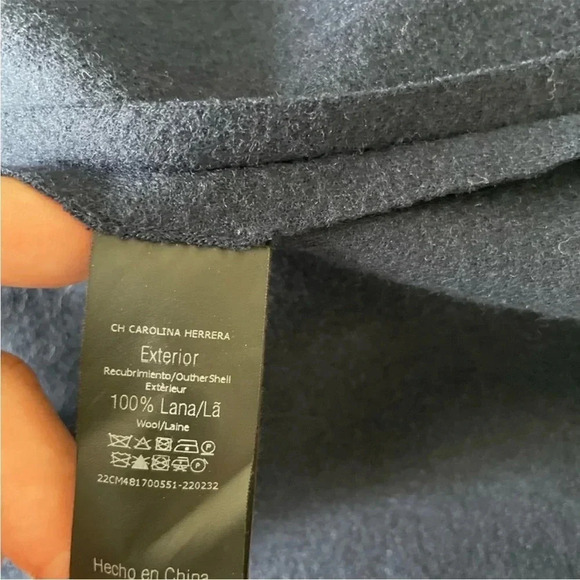 CH CAROLINA HERRERA
Exterior
Recubrimiento/OutherShell
Extèrieur
100% Lana/Lã
Wool/Laine
22CM481700551-220232
Hecho en China